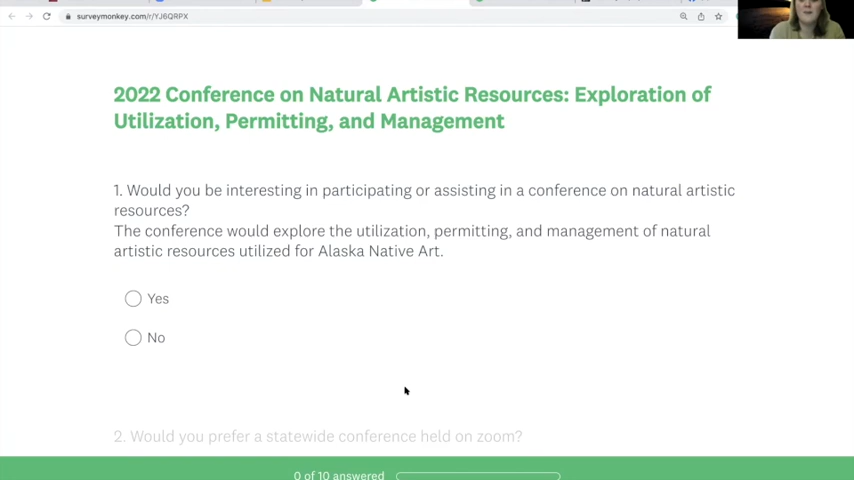 surveymonkey.com/r/YJ6QRPX
2022 Conference on Natural Artistic Resources: Exploration of
Utilization, Permitting, and Management
1. Would you be interesting in participating or assisting in a conference on natural artistic
resources?
The conference would explore the utilization, permitting, and management of natural
artistic resources utilized for Alaska Native Art.
Yes
No
2. Would you prefer a statewide conference held on zoom?
0 of 10 answered